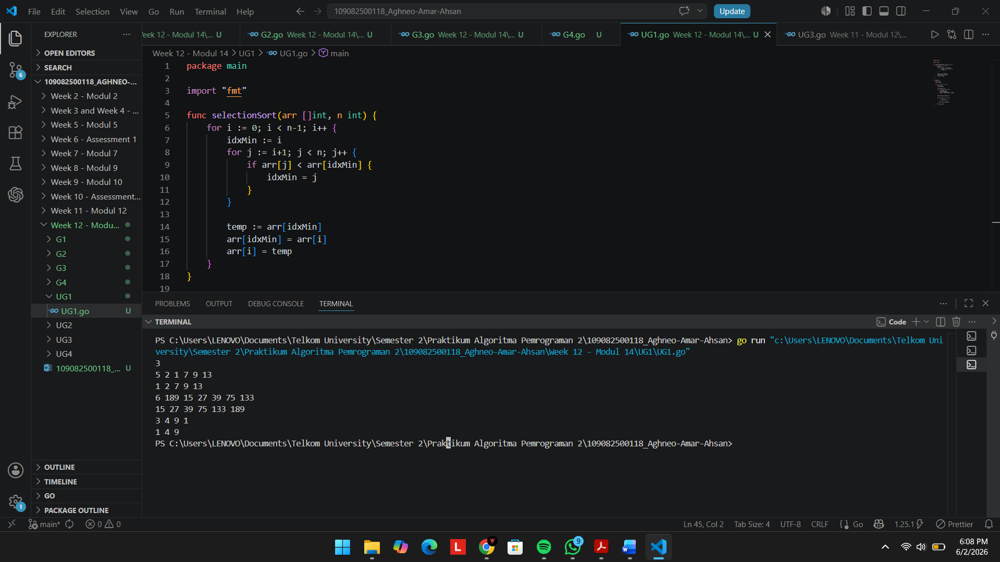 File Edit Selection View Go Run Terminal Help
109082500118_Aghneo-Amar-Ahsan
Update
EXPLORER
eek 12 - Modul 14\... U
G2.go Week 12 - Modul 14\... U
G3.go Week 12 - Modul 14\... U
G4.go U
UG1.go Week 12 - Modul 14\... U
UG3.go Week 11 - Modul 12\...
OPEN EDITORS
SEARCH
109082500118_AGHNEO-...
Week 2 - Modul 2
Week 3 and Week 4 - ...
Week 5 - Modul 5
Week 6 - Assessment 1
Week 7 - Modul 7
Week 8 - Modul 9
Week 9 - Modul 10
Week 10 - Assessment...
Week 11 - Modul 12
Week 12 - Modu...
G1
G2
G3
G4
UG1
UG1.go U
UG2
UG3
UG4
109082500118_... U
OUTLINE
TIMELINE
GO
PACKAGE OUTLINE
6
1
Week 12 - Modul 14 > UG1 > UG1.go > main
1 package main
2
3 import "fmt"
4
5 func selectionSort(arr []int, n int) {
6 for i := 0; i < n-1; i++ {
7 idxMin := i
8 for j := i+1; j < n; j++ {
9 if arr[j] < arr[idxMin] {
10 idxMin = j
11 }
12 }
13
14 temp := arr[idxMin]
15 arr[idxMin] = arr[i]
16 arr[i] = temp
17 }
18 }
19
PROBLEMS OUTPUT DEBUG CONSOLE TERMINAL
TERMINAL
Code
PS C:\Users\LENOVO\Documents\Telkom University\Semester 2\Praktikum Algoritma Pemrograman 2\109082500118_Aghneo-Amar-Ahsan> go run "c:\Users\LENOVO\Documents\Telkom Uni
versity\Semester 2\Praktikum Algoritma Pemrograman 2\109082500118_Aghneo-Amar-Ahsan\Week 12 - Modul 14\UG1\UG1.go"
3
5 2 1 7 9 13
1 2 7 9 13
6 189 15 27 39 75 133
15 27 39 75 133 189
3 4 9 1
1 4 9
PS C:\Users\LENOVO\Documents\Telkom University\Semester 2\Praktikum Algoritma Pemrograman 2\109082500118_Aghneo-Amar-Ahsan>
main* 0 0
Ln 45, Col 2 Tab Size: 4 UTF-8 CRLF {} Go 1.25.1 Prettier
L
9
6:08 PM
6/2/2026